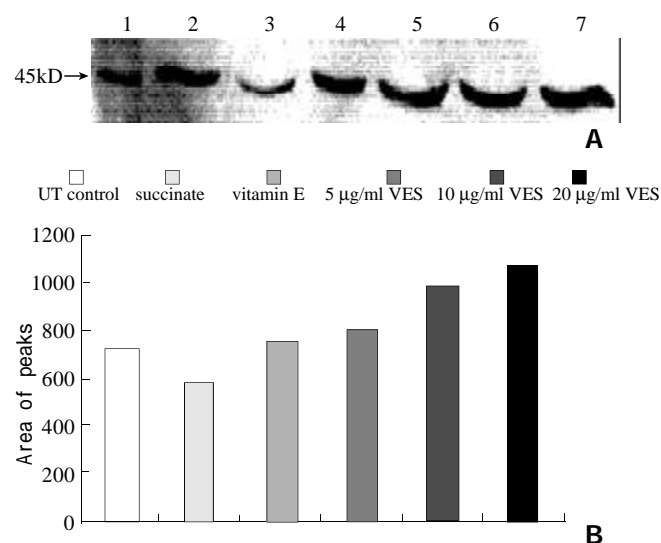 1 2 3 4 5 6 7
45kD→
A
UT control succinate vitamin E 5 μg/ml VES 10 μg/ml VES 20 μg/ml VES
1200
1000
800
600
400
200
0
Area of peaks
B